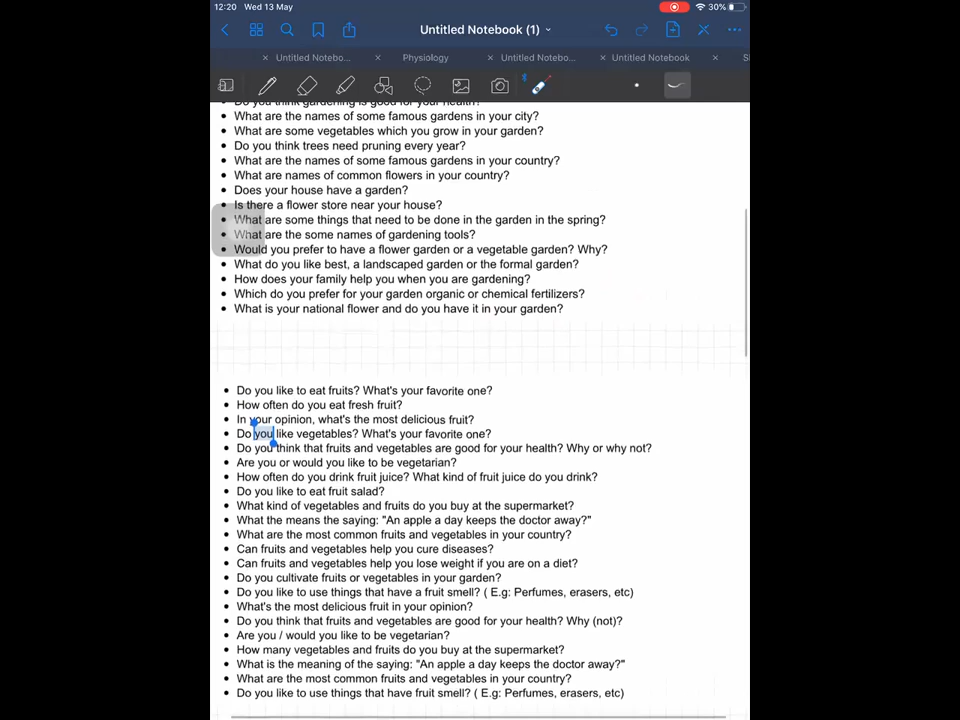 12:20 Wed 13 May 30%
Untitled Notebook (1)
Untitled Notebo... Physiology Untitled Notebo... Untitled Notebook
Do you think gardening is good for your health?
What are the names of some famous gardens in your city?
What are some vegetables which you grow in your garden?
Do you think trees need pruning every year?
What are the names of some famous gardens in your country?
What are names of common flowers in your country?
Does your house have a garden?
Is there a flower store near your house?
What are some things that need to be done in the garden in the spring?
What are the some names of gardening tools?
Would you prefer to have a flower garden or a vegetable garden? Why?
What do you like best, a landscaped garden or the formal garden?
How does your family help you when you are gardening?
Which do you prefer for your garden organic or chemical fertilizers?
What is your national flower and do you have it in your garden?
Do you like to eat fruits? What's your favorite one?
How often do you eat fresh fruit?
In your opinion, what's the most delicious fruit?
Do you like vegetables? What's your favorite one?
Do you think that fruits and vegetables are good for your health? Why or why not?
Are you or would you like to be vegetarian?
How often do you drink fruit juice? What kind of fruit juice do you drink?
Do you like to eat fruit salad?
What kind of vegetables and fruits do you buy at the supermarket?
What the means the saying: "An apple a day keeps the doctor away?"
What are the most common fruits and vegetables in your country?
Can fruits and vegetables help you cure diseases?
Can fruits and vegetables help you lose weight if you are on a diet?
Do you cultivate fruits or vegetables in your garden?
Do you like to use things that have a fruit smell? ( E.g: Perfumes, erasers, etc)
What's the most delicious fruit in your opinion?
Do you think that fruits and vegetables are good for your health? Why (not)?
Are you / would you like to be vegetarian?
How many vegetables and fruits do you buy at the supermarket?
What is the meaning of the saying: "An apple a day keeps the doctor away?"
What are the most common fruits and vegetables in your country?
Do you like to use things that have fruit smell? ( E.g: Perfumes, erasers, etc)